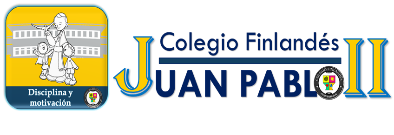 Disciplina y
motivación
Colegio Finlandés
JUAN PABLO II